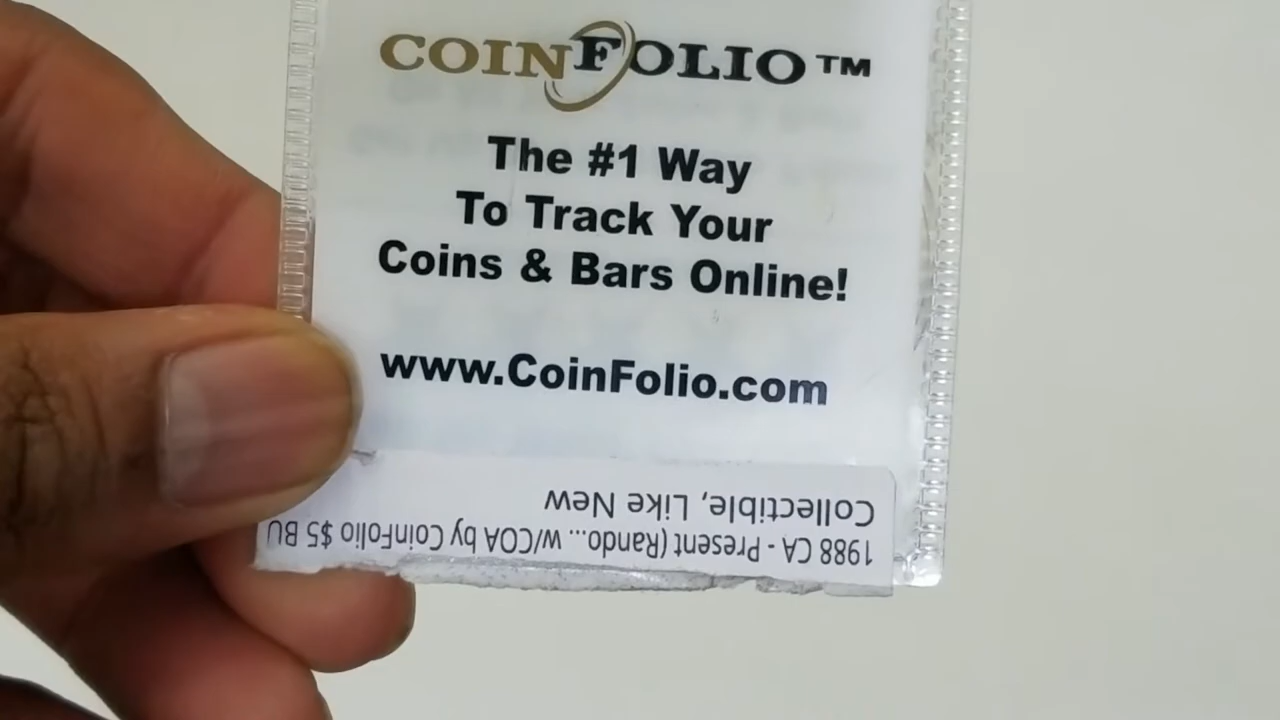 COINFOLIO™
The #1 Way
To Track Your
Coins & Bars Online!
www.CoinFolio.com
1988 CA - Present (Rando... w/COA by CoinFolio $5 BU
Collectible, Like New